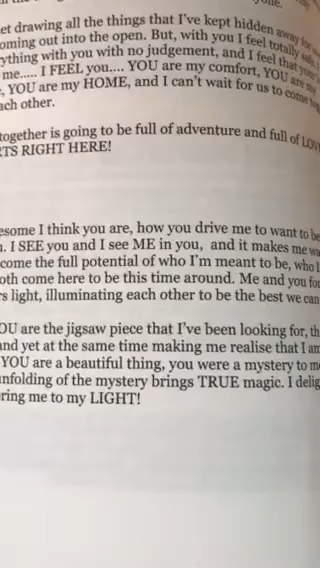 et drawing all the things that I've kept hidden away for
oming out into the open. But, with you I feel totally
ything with you with no judgement, and I feel that
me..... I FEEL you.... YOU are my comfort, YOU are my
, YOU are my HOME, and I can't wait for us to come
ach other.
together is going to be full of adventure and full of LOV
TS RIGHT HERE!
esome I think you are, how you drive me to want to be
. I SEE you and I see ME in you, and it makes me wa
come the full potential of who I'm meant to be, who I
oth come here to be this time around. Me and you for
s light, illuminating each other to be the best we can
OU are the jigsaw piece that I've been looking for, th
and yet at the same time making me realise that I am
YOU are a beautiful thing, you were a mystery to me
nfolding of the mystery brings TRUE magic. I delig
ring me to my LIGHT!